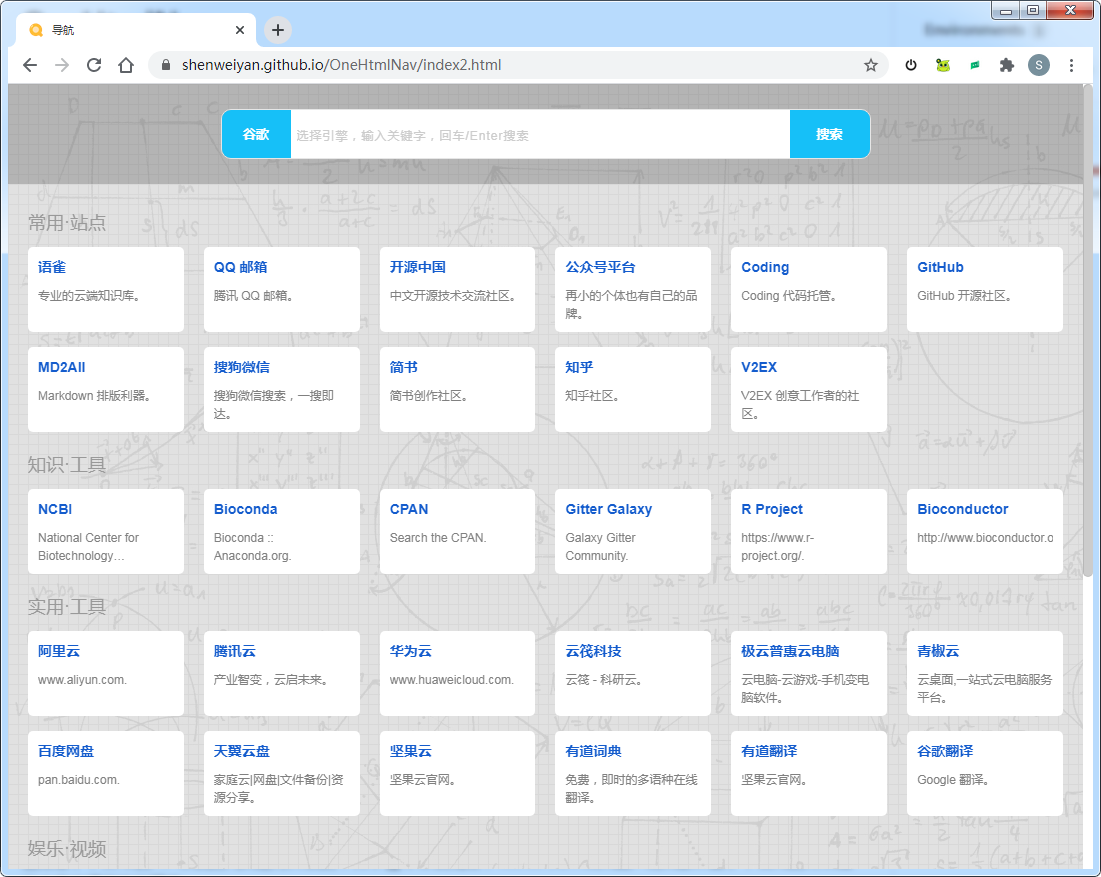 导航
shenweiyan.github.io/OneHtmlNav/index2.html
S
谷歌
选择引擎，输入关键字，回车/Enter搜索
搜索
常用·站点
语雀
专业的云端知识库。
QQ 邮箱
腾讯 QQ 邮箱。
开源中国
中文开源技术交流社区。
公众号平台
再小的个体也有自己的品
牌。
Coding
Coding 代码托管。
GitHub
GitHub 开源社区。
MD2All
Markdown 排版利器。
搜狗微信
搜狗微信搜索，一搜即
达。
简书
简书创作社区。
知乎
知乎社区。
V2EX
V2EX 创意工作者的社
区。
知识·工具
NCBI
National Center for
Biotechnology…
Bioconda
Bioconda ::
Anaconda.org.
CPAN
Search the CPAN.
Gitter Galaxy
Galaxy Gitter
Community.
R Project
https://www.r-
project.org/.
Bioconductor
http://www.bioconductor.o
实用·工具
阿里云
www.aliyun.com.
腾讯云
产业智变，云启未来。
华为云
www.huaweicloud.com.
云筏科技
云筏 - 科研云。
极云普惠云电脑
云电脑-云游戏-手机变电
脑软件。
青椒云
云桌面,一站式云电脑服务
平台。
百度网盘
pan.baidu.com.
天翼云盘
家庭云|网盘|文件备份|资
源分享。
坚果云
坚果云官网。
有道词典
免费，即时的多语种在线
翻译。
有道翻译
坚果云官网。
谷歌翻译
Google 翻译。
娱乐·视频